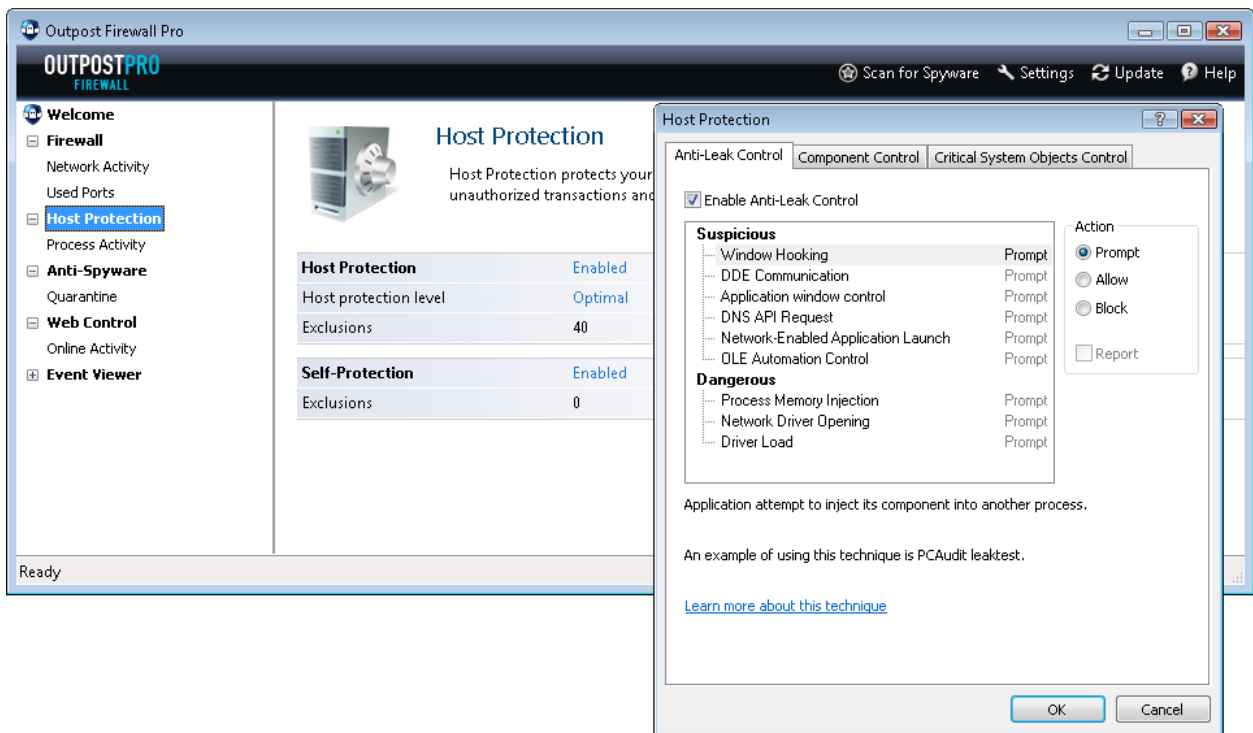 Outpost Firewall Pro
OUTPOSTPRO
FIREWALL
Scan for Spyware Settings Update Help
Welcome
Firewall
Network Activity
Used Ports
Host Protection
Process Activity
Anti-Spyware
Quarantine
Web Control
Online Activity
Event Viewer
Host Protection
Host Protection protects your
unauthorized transactions and
Host Protection Enabled
Host protection level Optimal
Exclusions 40
Self-Protection Enabled
Exclusions 0
Ready
Host Protection
Anti-Leak Control Component Control Critical System Objects Control
Enable Anti-Leak Control
Suspicious
Window Hooking Prompt
DDE Communication Prompt
Application window control Prompt
DNS API Request Prompt
Network-Enabled Application Launch Prompt
OLE Automation Control Prompt
Dangerous
Process Memory Injection Prompt
Network Driver Opening Prompt
Driver Load Prompt
Action
Prompt
Allow
Block
Report
Application attempt to inject its component into another process.
An example of using this technique is PCAudit leaktest.
Learn more about this technique
OK Cancel